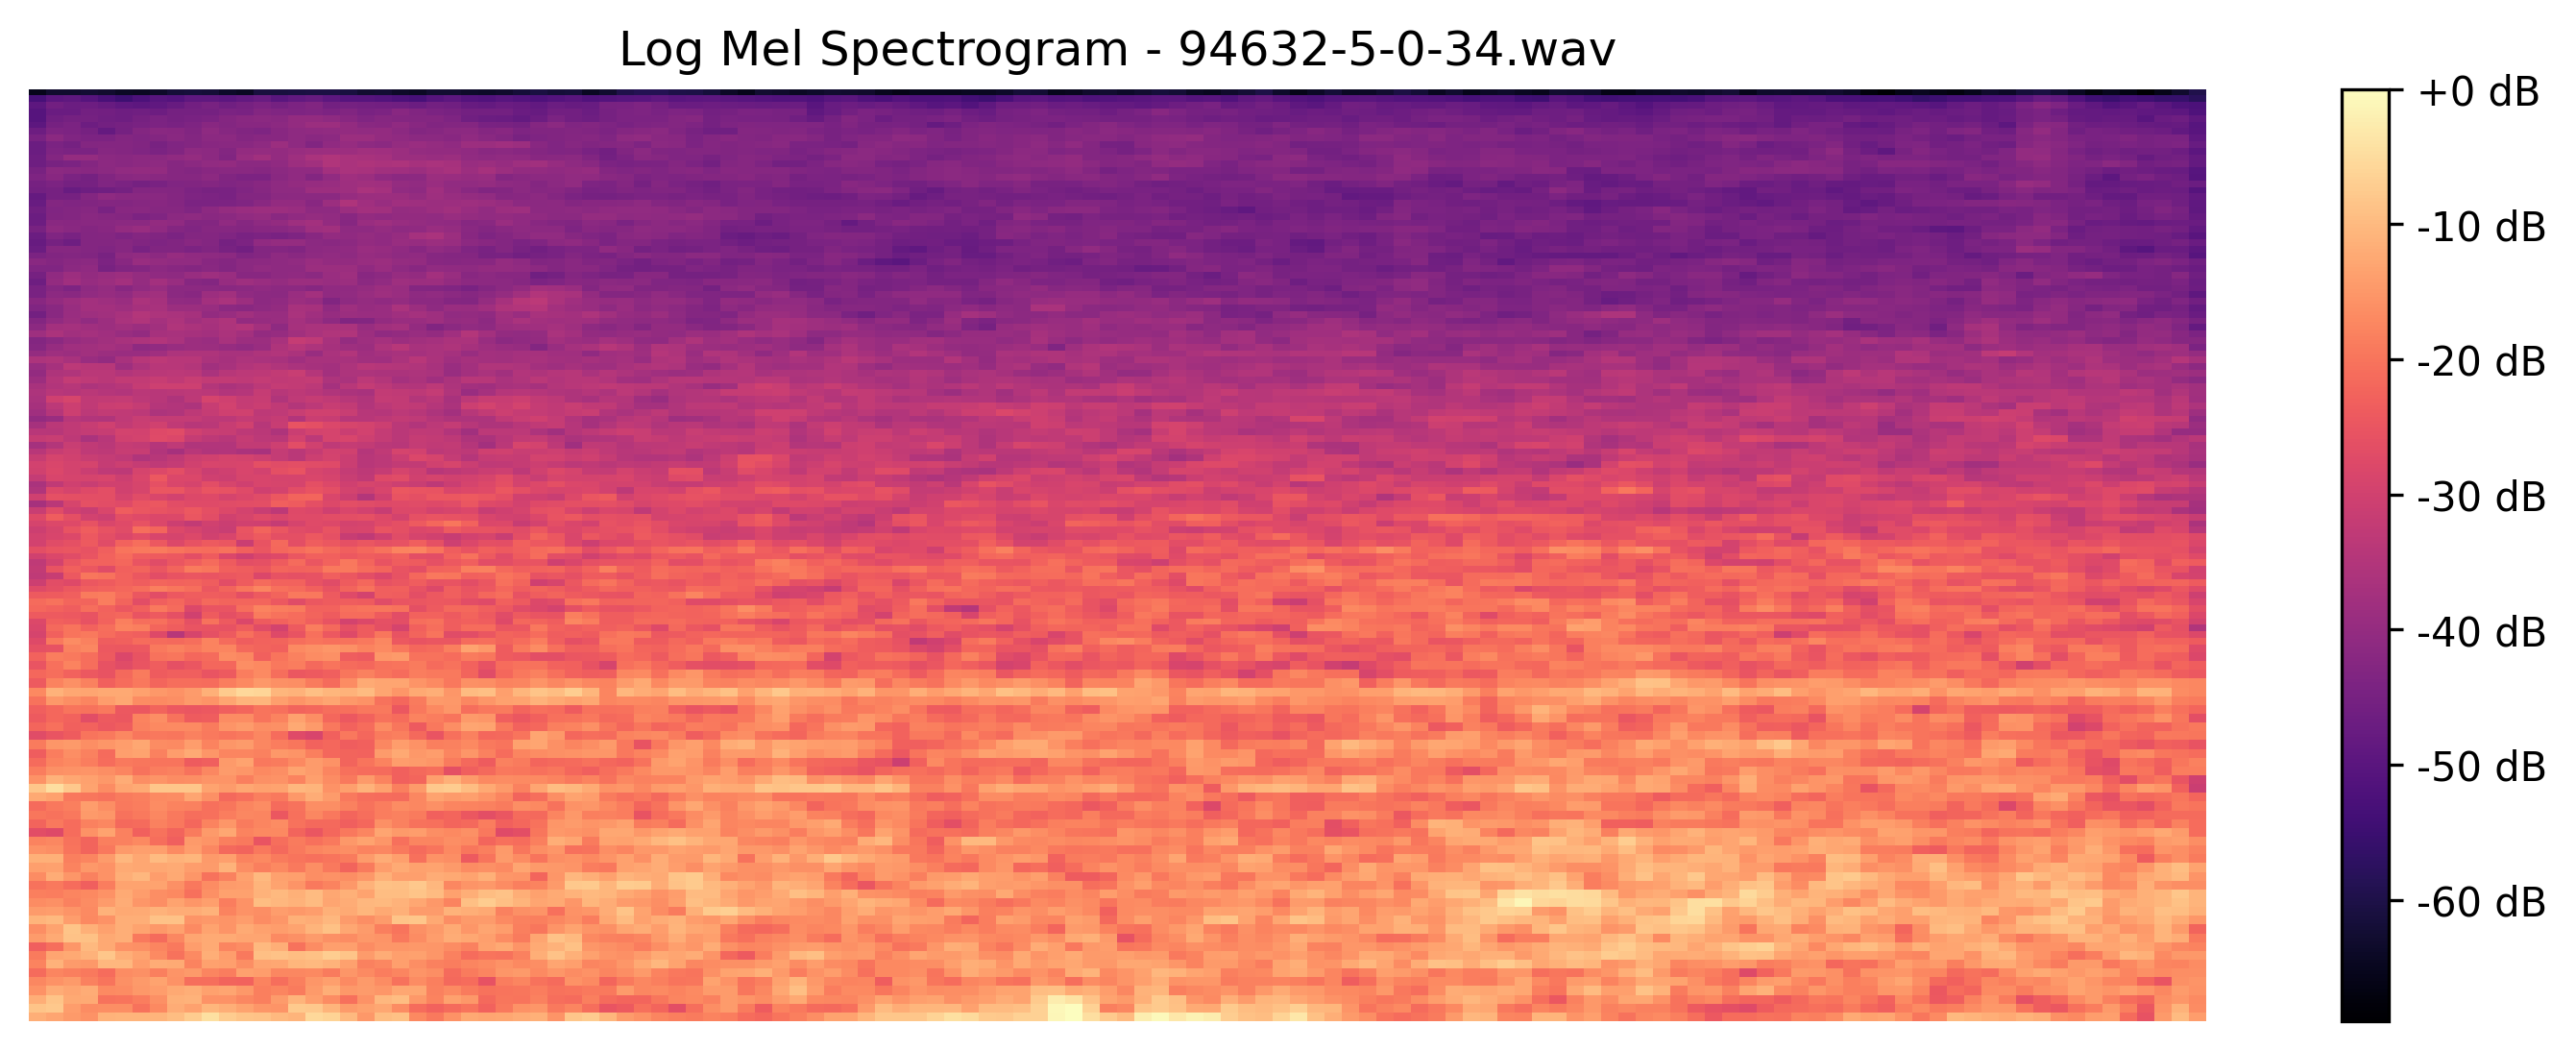 Log Mel Spectrogram - 94632-5-0-34.wav
+0 dB
-10 dB
-20 dB
-30 dB
-40 dB
-50 dB
-60 dB